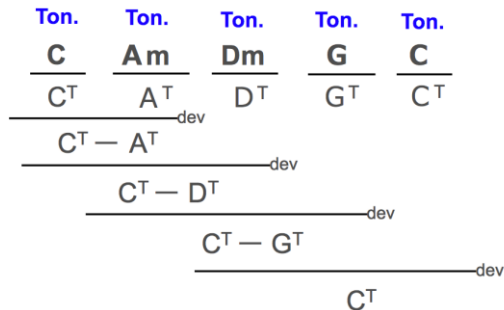 Ton. Ton. Ton. Ton. Ton.
C Am Dm G C
Cᵀ Aᵀ Dᵀ Gᵀ Cᵀ
dev
Cᵀ — Aᵀ
dev
Cᵀ — Dᵀ
dev
Cᵀ — Gᵀ
dev
Cᵀ